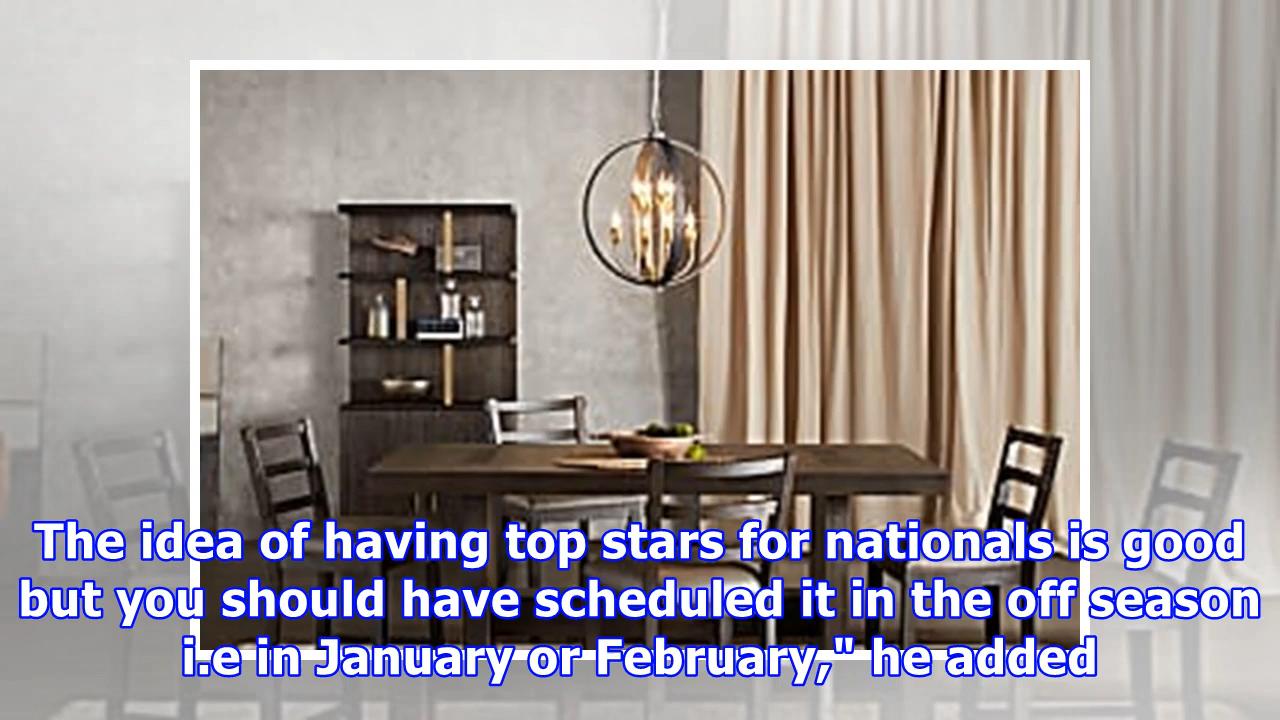 The idea of having top stars for nationals is good
but you should have scheduled it in the off season
i.e in January or February," he added